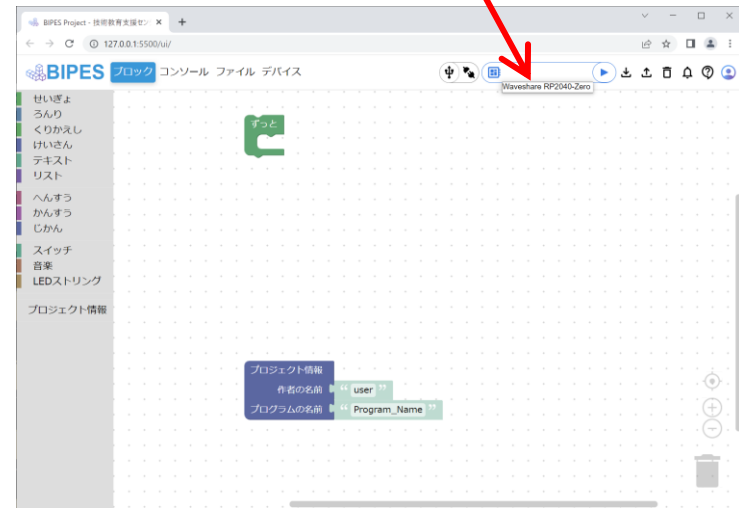 BIPES Project - 技術教育支援セン
127.0.0.1:5500/ui/
BIPES ブロック コンソール ファイル デバイス
Waveshare RP2040-Zero
せいぎょ
ろんり
くりかえし
けいさん
テキスト
リスト
へんすう
かんすう
じかん
スイッチ
音楽
LEDストリング
プロジェクト情報
ずっと
プロジェクト情報
作者の名前 “ user ”
プログラムの名前 “ Program_Name ”